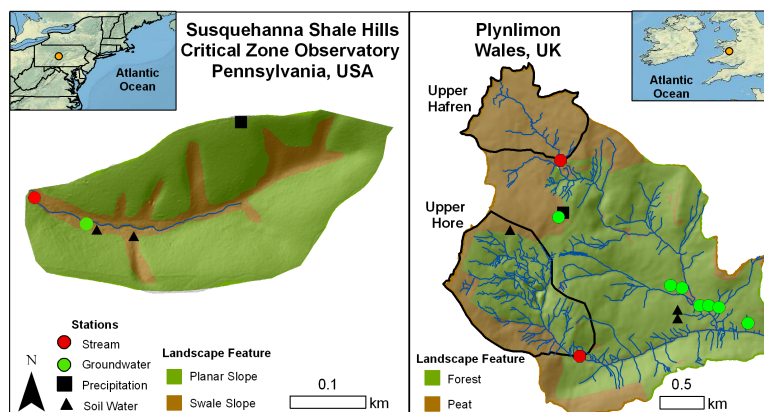 Susquehanna Shale Hills
Critical Zone Observatory
Pennsylvania, USA
Atlantic
Ocean
Stations
Stream
Groundwater
Precipitation
Soil Water
N
Landscape Feature
Planar Slope
Swale Slope
0.1
km
Plynlimon
Wales, UK
Atlantic
Ocean
Upper
Hafren
Upper
Hore
Landscape Feature
Forest
Peat
0.5
km